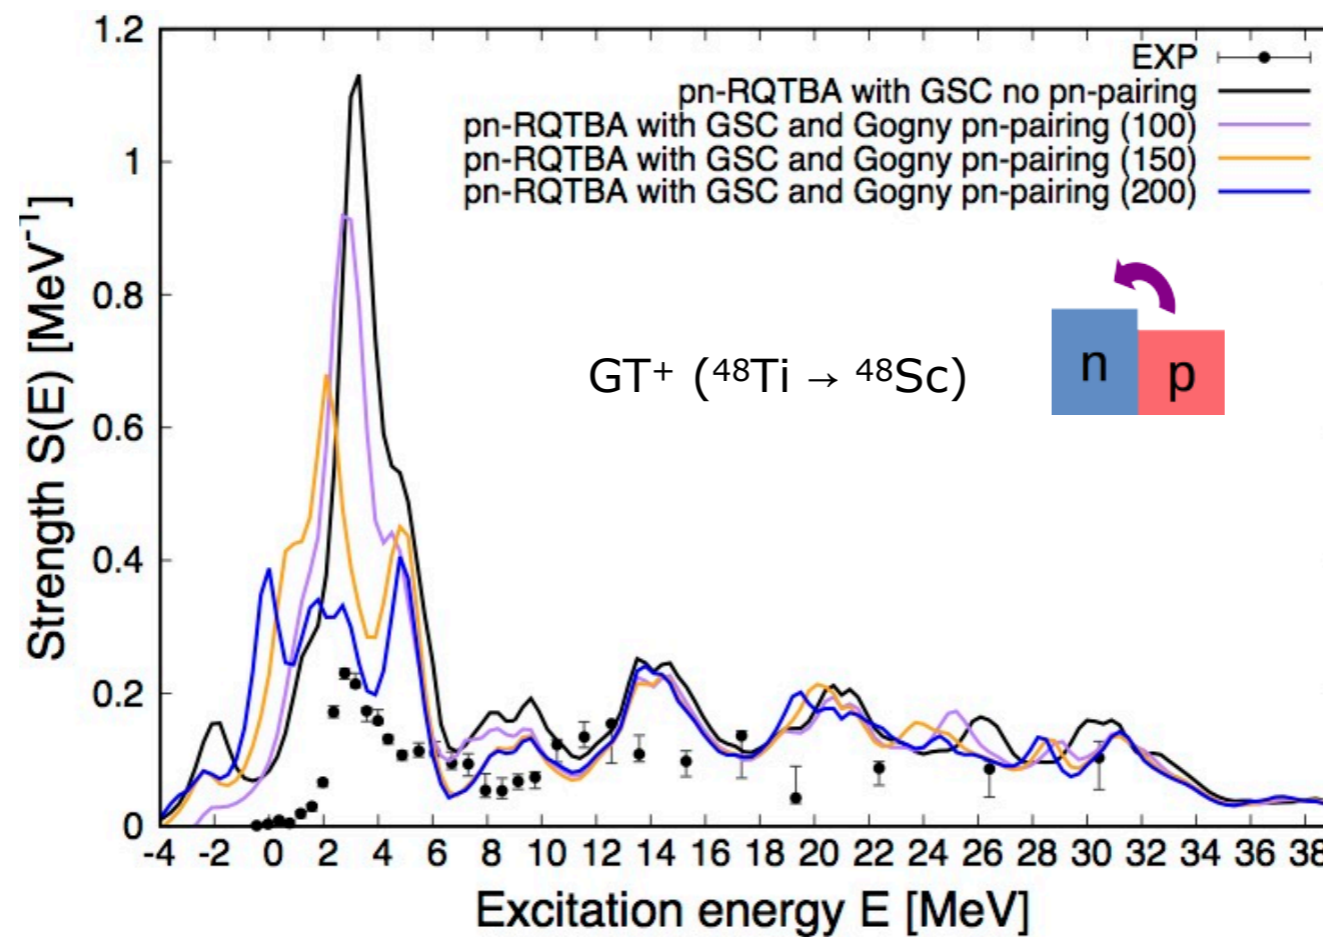 EXP
pn-RQTBA with GSC no pn-pairing
pn-RQTBA with GSC and Gogny pn-pairing (100)
pn-RQTBA with GSC and Gogny pn-pairing (150)
pn-RQTBA with GSC and Gogny pn-pairing (200)
GT⁺ (⁴⁸Ti → ⁴⁸Sc)
n p
Strength S(E) [MeV⁻¹]
1.2
1
0.8
0.6
0.4
0.2
0
-4 -2 0 2 4 6 8 10 12 14 16 18 20 22 24 26 28 30 32 34 36 38
Excitation energy E [MeV]